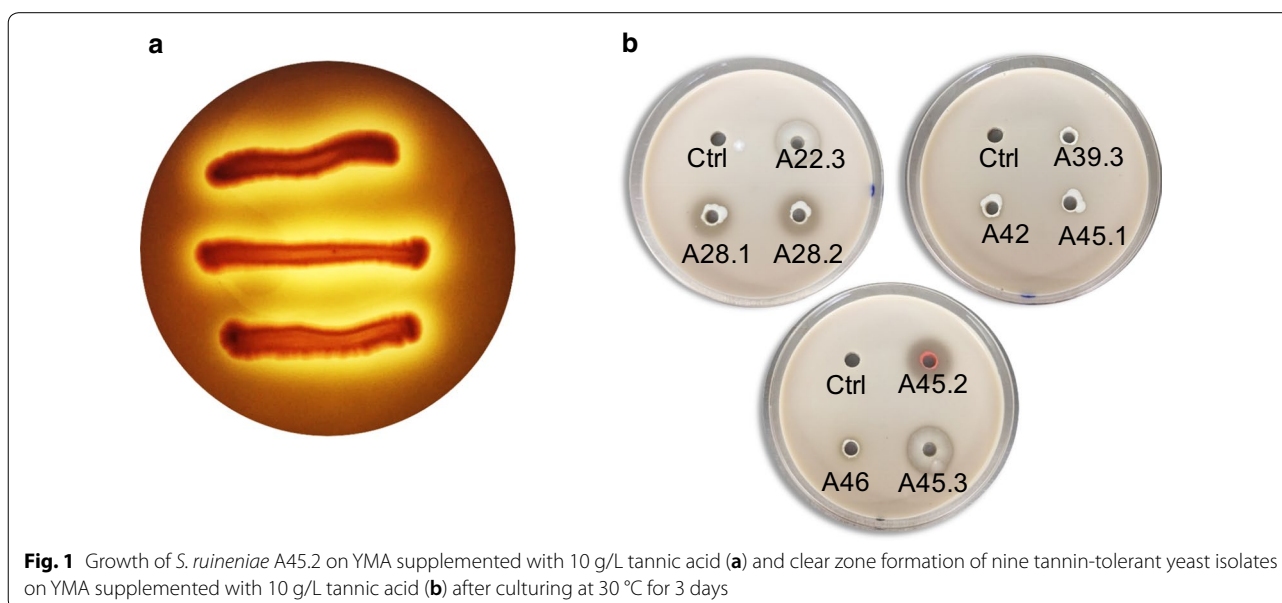 a
b
Ctrl
A22.3
A28.1
A28.2
Ctrl
A39.3
A42
A45.1
Ctrl
A45.2
A46
A45.3
Fig. 1 Growth of S. ruineniae A45.2 on YMA supplemented with 10 g/L tannic acid (a) and clear zone formation of nine tannin-tolerant yeast isolates
on YMA supplemented with 10 g/L tannic acid (b) after culturing at 30 °C for 3 days